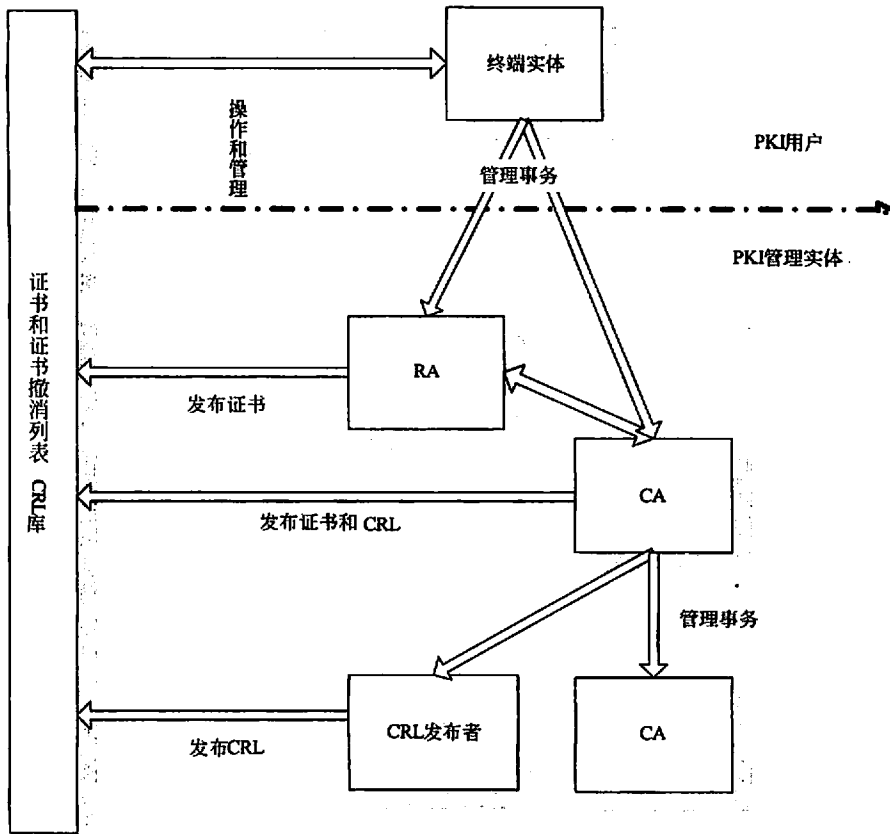 终端实体
操作和管理
PKI用户
管理事务
PKI管理实体
证书和证书撤消列表 CRL库
RA
发布证书
CA
发布证书和 CRL
管理事务
CRL发布者
CA
发布CRL